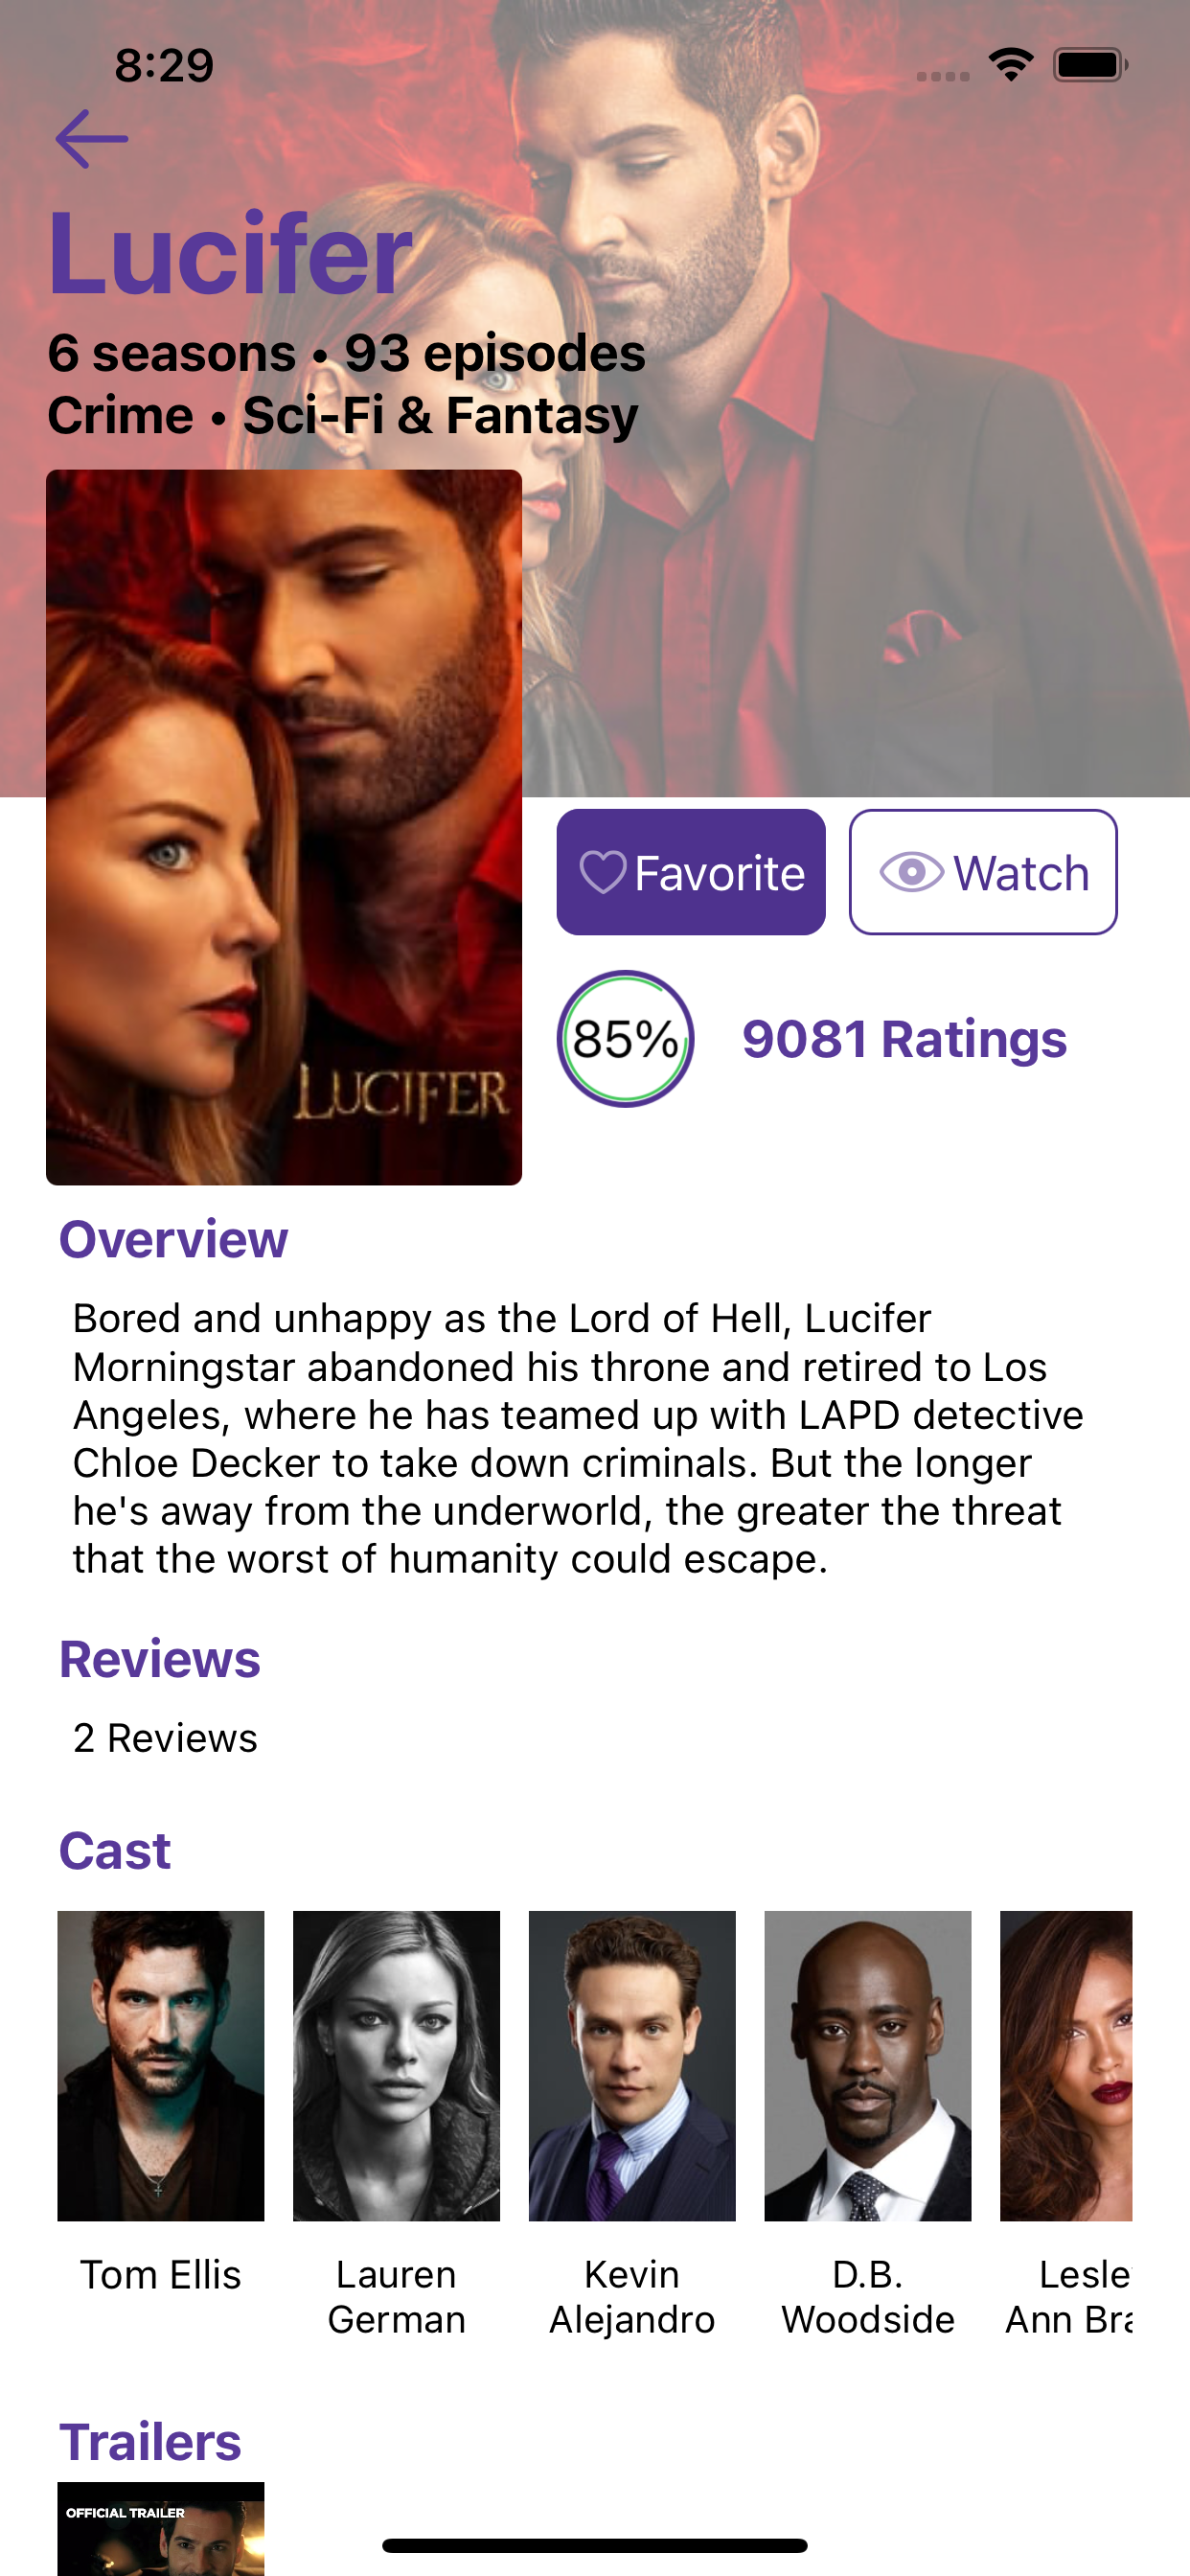 8:29
Lucifer
6 seasons • 93 episodes
Crime • Sci-Fi & Fantasy
LUCIFER
Favorite
Watch
85%
9081 Ratings
Overview
Bored and unhappy as the Lord of Hell, Lucifer
Morningstar abandoned his throne and retired to Los
Angeles, where he has teamed up with LAPD detective
Chloe Decker to take down criminals. But the longer
he's away from the underworld, the greater the threat
that the worst of humanity could escape.
Reviews
2 Reviews
Cast
Tom Ellis
Lauren
German
Kevin
Alejandro
D.B.
Woodside
Ann
Trailers
OFFICIAL TRAILER